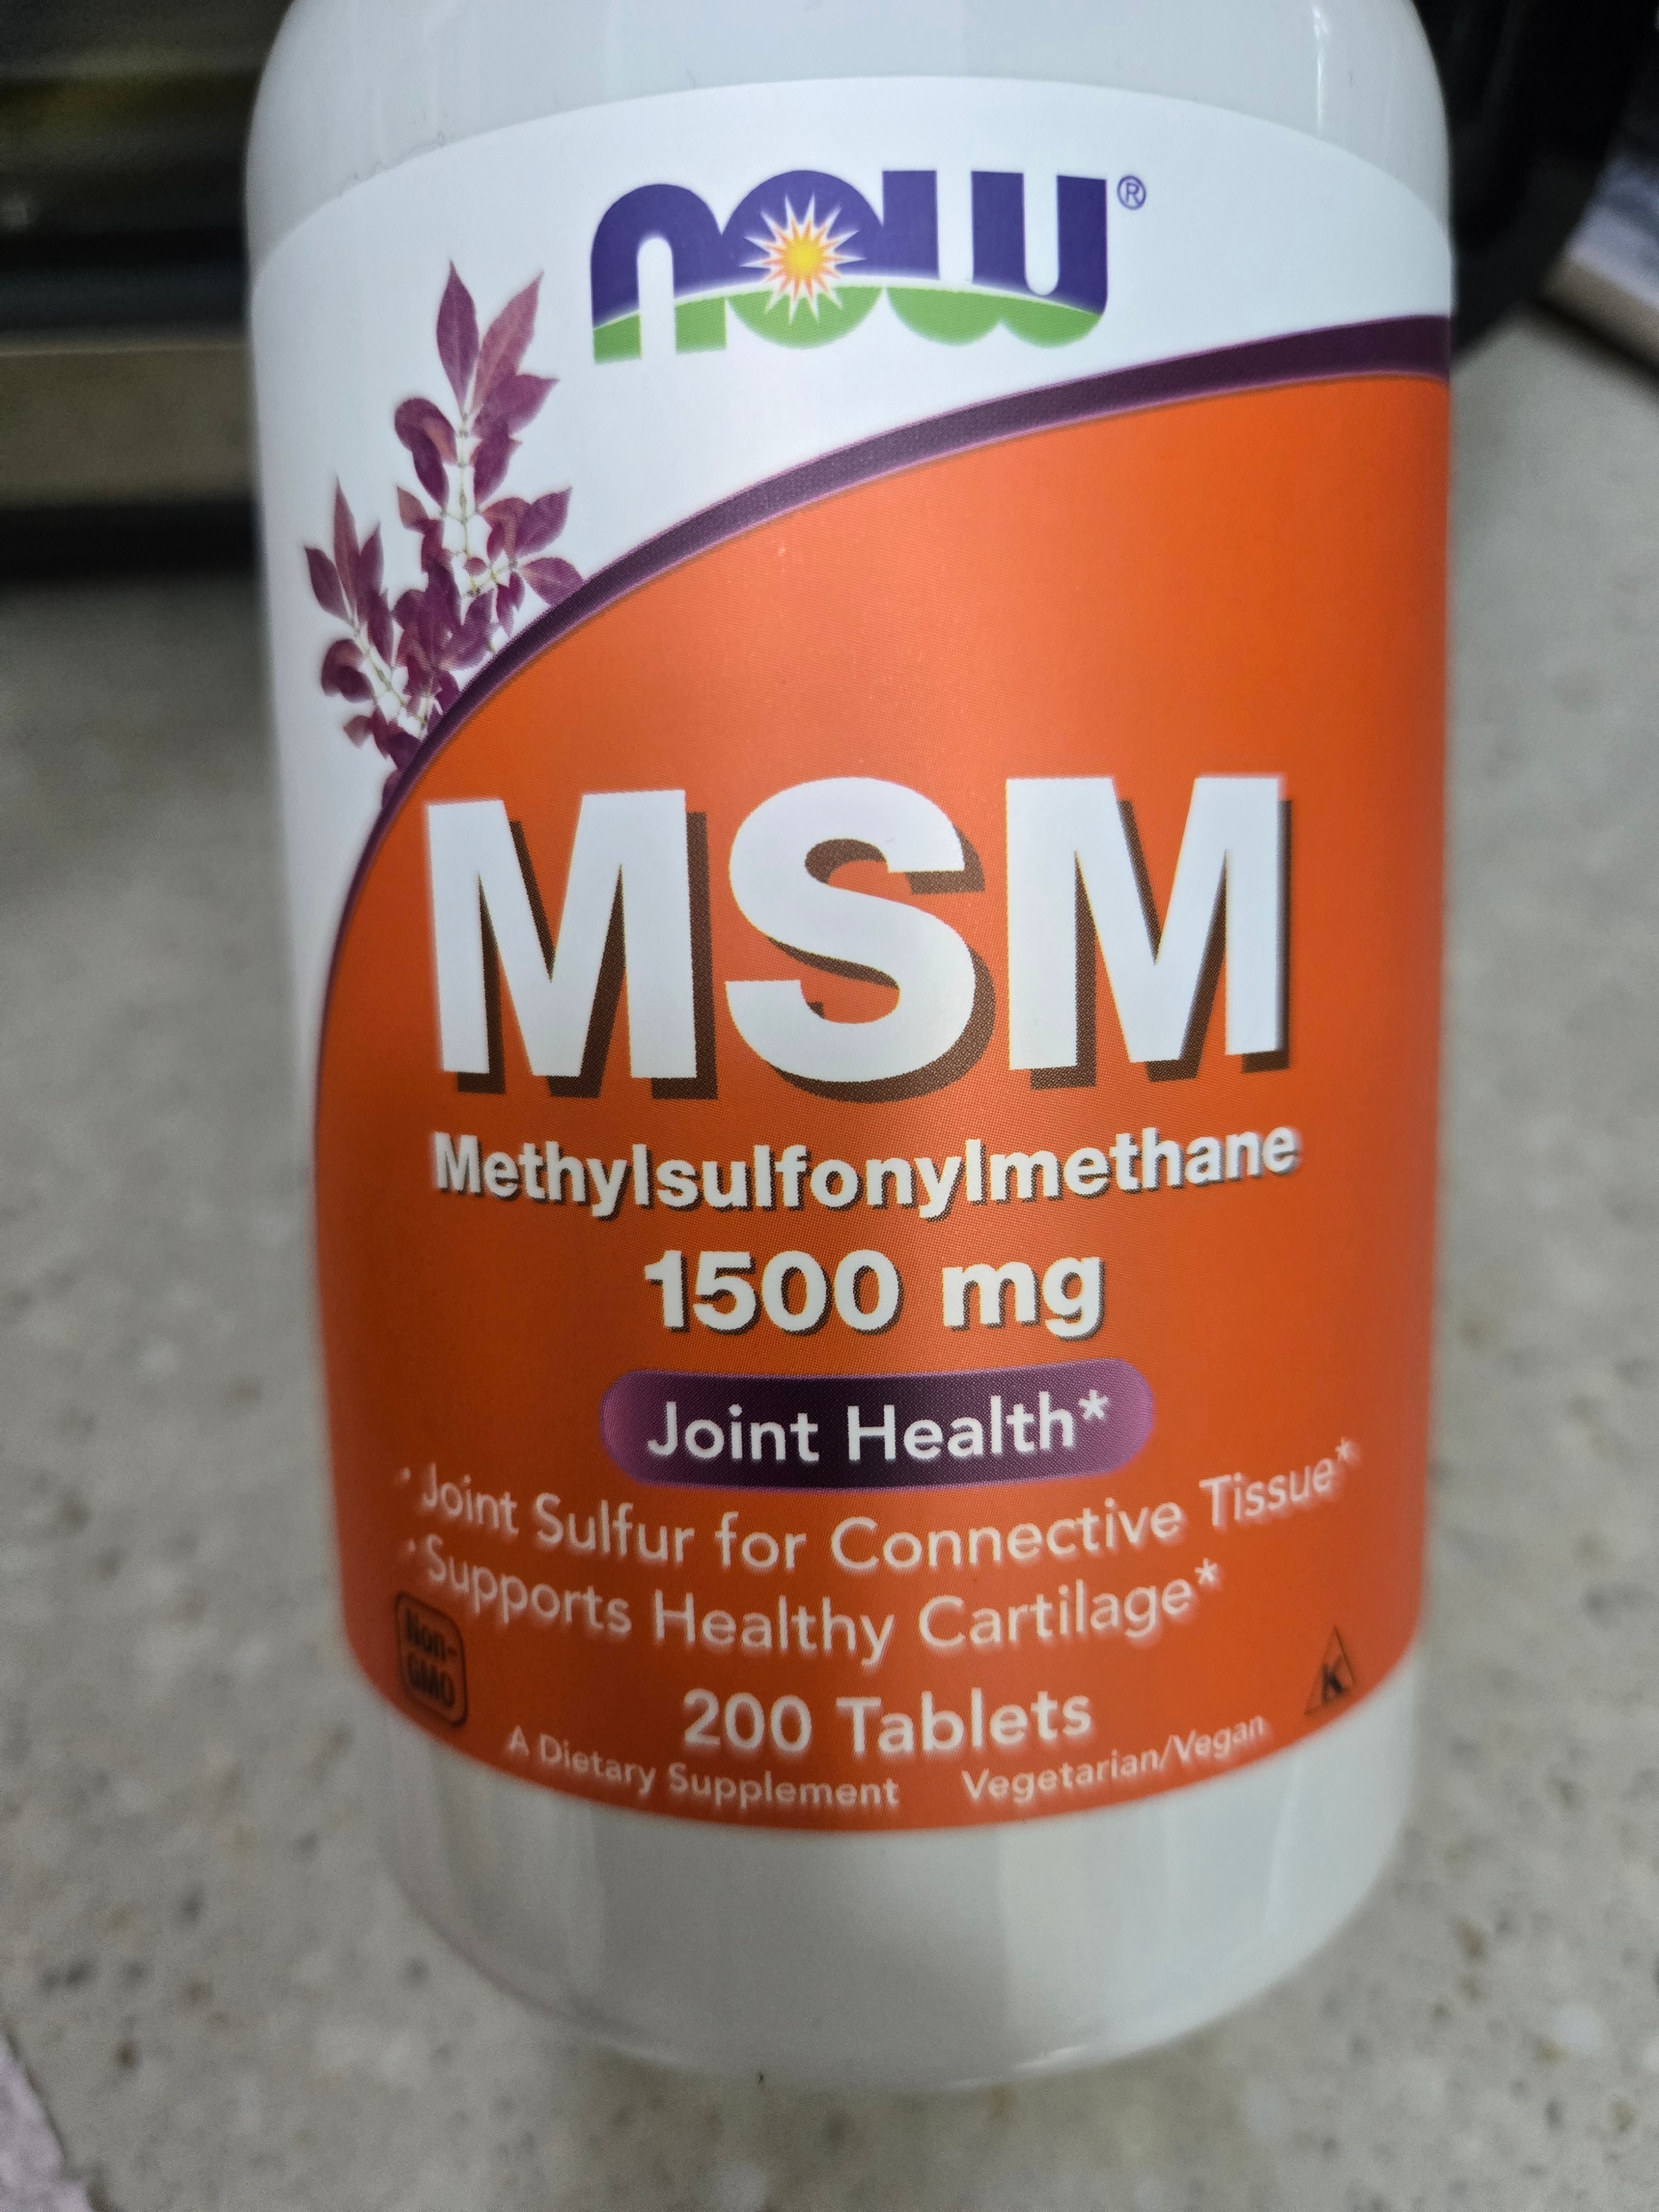 NOW®
MSM
Methylsulfonylmethane
1500 mg
Joint Health*
• Joint Sulfur for Connective Tissue*
• Supports Healthy Cartilage*
Non-
GMO
K
200 Tablets
A Dietary Supplement Vegetarian/Vegan